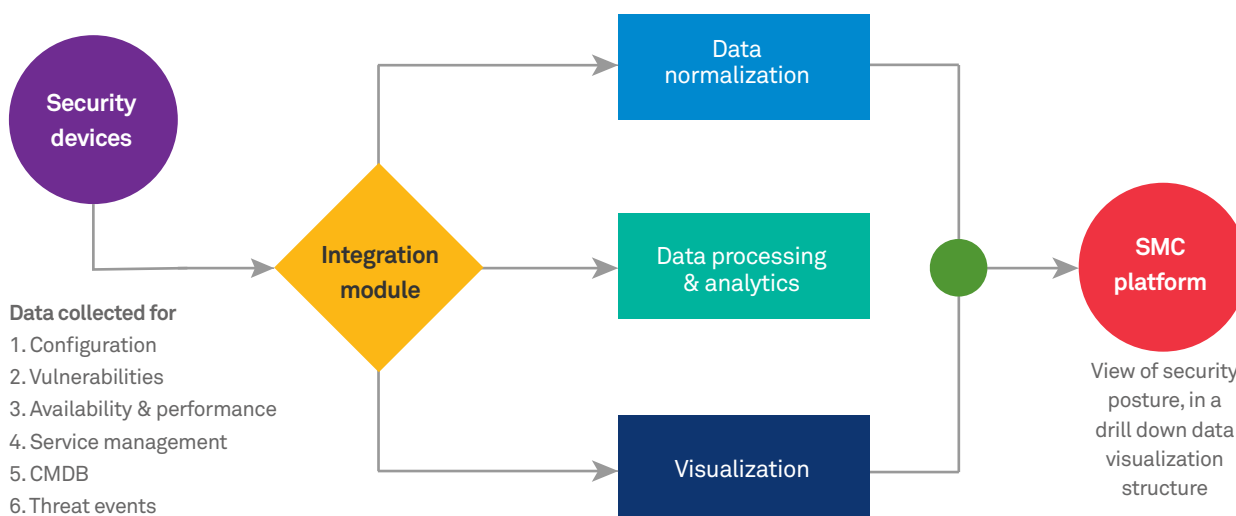 Security
devices
Data collected for
1. Configuration
2. Vulnerabilities
3. Availability & performance
4. Service management
5. CMDB
6. Threat events
Integration
module
Data
normalization
Data processing
& analytics
Visualization
SMC
platform
View of security
posture, in a
drill down data
visualization
structure